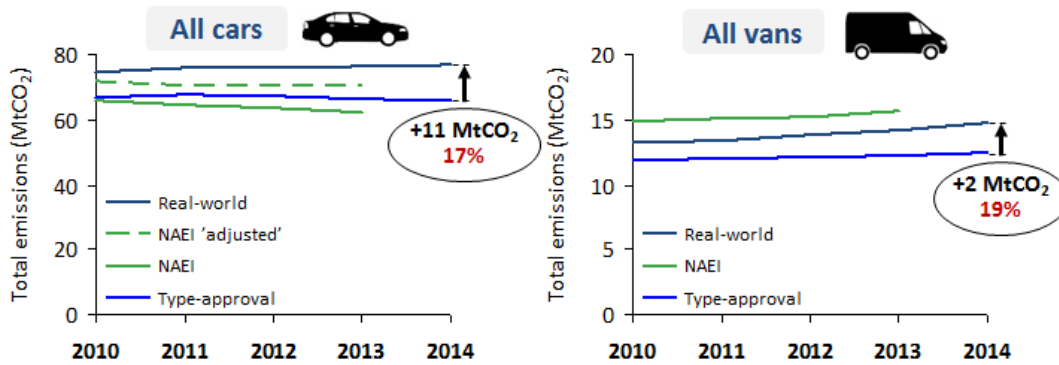 All cars
Total emissions (MtCO₂)
80
60
40
20
0
+11 MtCO₂
17%
Real-world
NAEI 'adjusted'
NAEI
Type-approval
2010 2011 2012 2013 2014
All vans
Total emissions (MtCO₂)
20
15
10
5
0
+2 MtCO₂
19%
Real-world
NAEI
Type-approval
2010 2011 2012 2013 2014